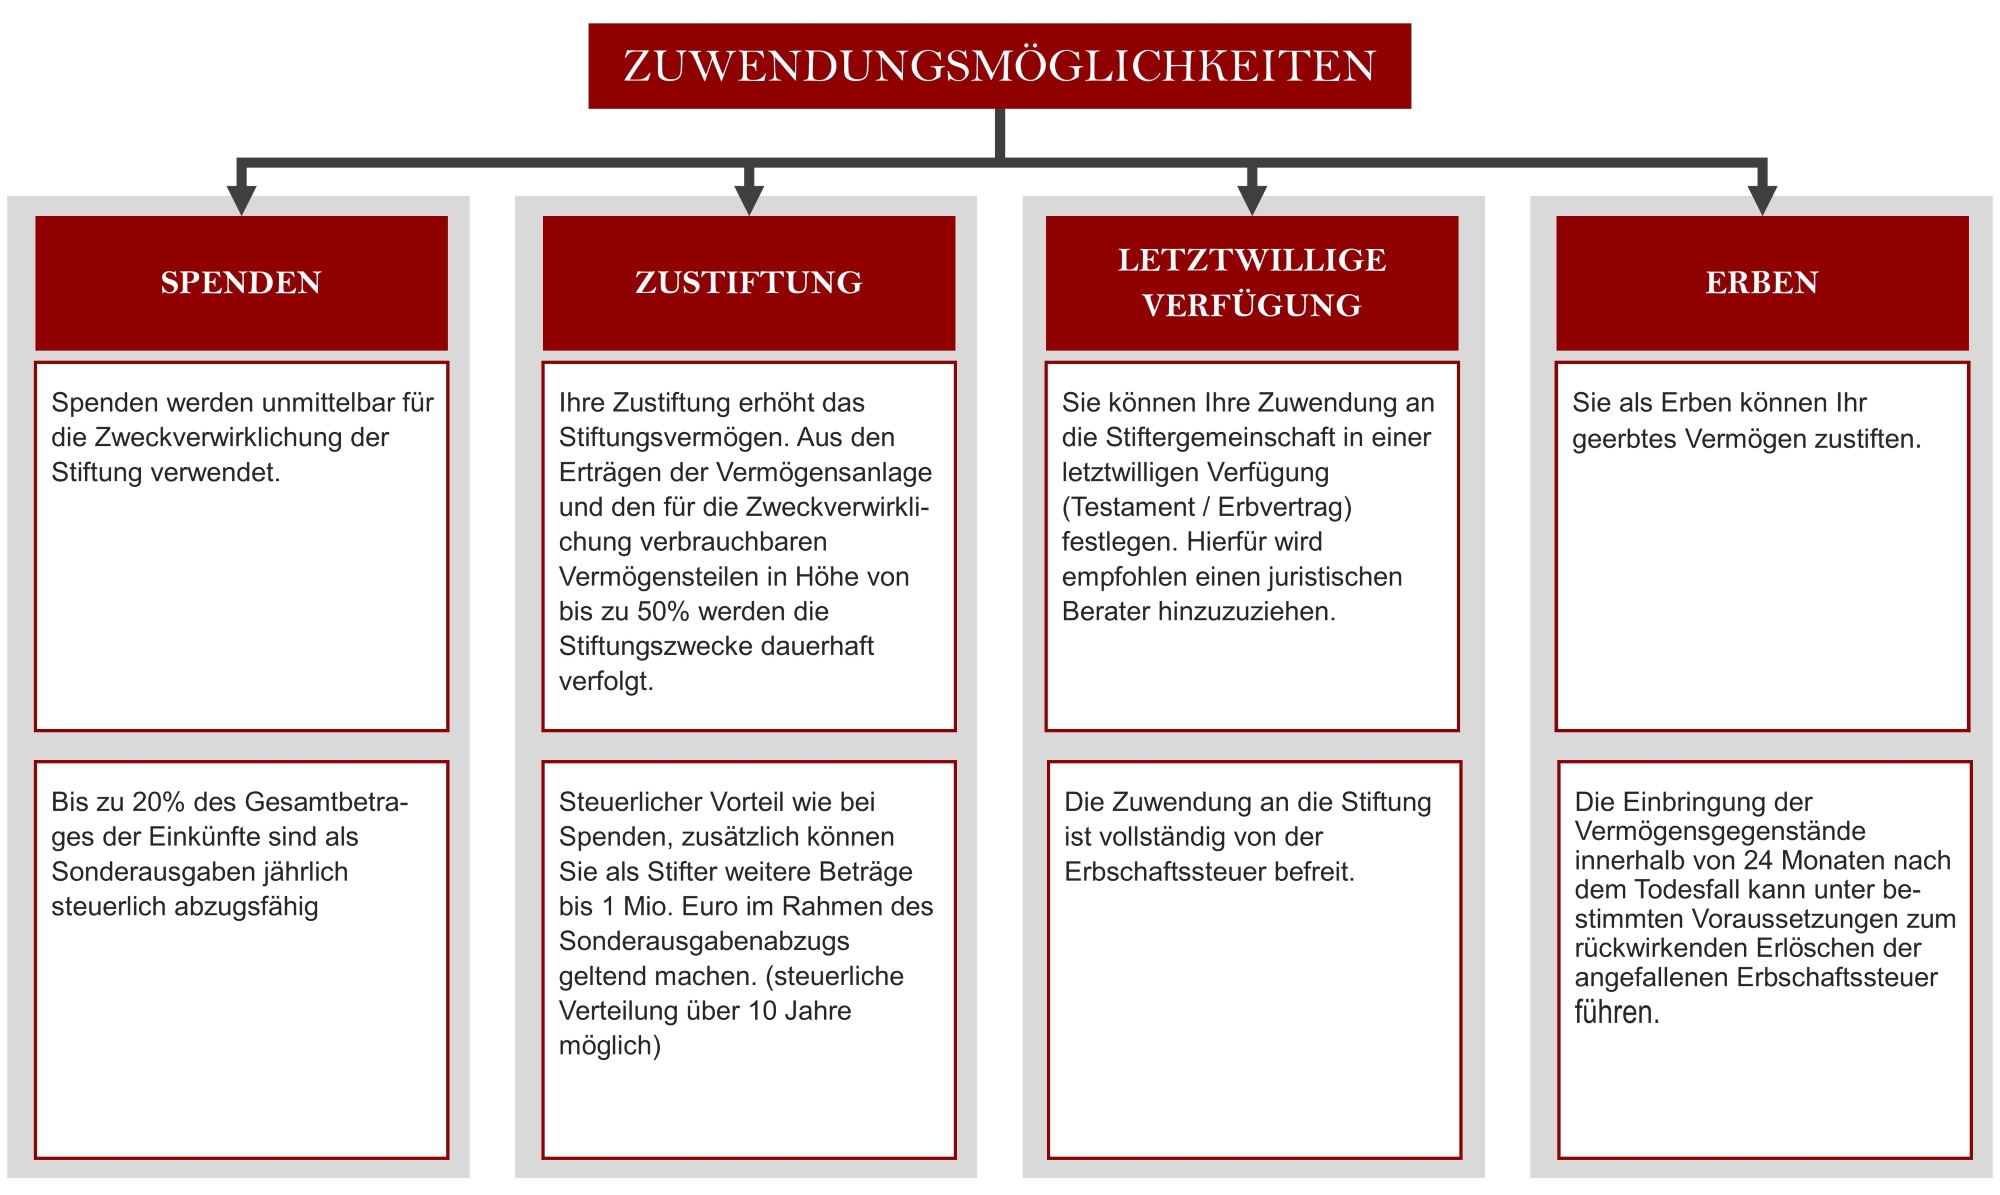 ZUWENDUNGSMÖGLICHKEITEN
SPENDEN
Spenden werden unmittelbar für
die Zweckverwirklichung der
Stiftung verwendet.
Bis zu 20% des Gesamtbetra-
ges der Einkünfte sind als
Sonderausgaben jährlich
steuerlich abzugsfähig
ZUSTIFTUNG
Ihre Zustiftung erhöht das
Stiftungsvermögen. Aus den
Erträgen der Vermögensanlage
und den für die Zweckverwirkli-
chung verbrauchbaren
Vermögensteilen in Höhe von
bis zu 50% werden die
Stiftungszwecke dauerhaft
verfolgt.
Steuerlicher Vorteil wie bei
Spenden, zusätzlich können
Sie als Stifter weitere Beträge
bis 1 Mio. Euro im Rahmen des
Sonderausgabenabzugs
geltend machen. (steuerliche
Verteilung über 10 Jahre
möglich)
LETZTWILLIGE
VERFÜGUNG
Sie können Ihre Zuwendung an
die Stiftergemeinschaft in einer
letztwilligen Verfügung
(Testament / Erbvertrag)
festlegen. Hierfür wird
empfohlen einen juristischen
Berater hinzuzuziehen.
Die Zuwendung an die Stiftung
ist vollständig von der
Erbschaftssteuer befreit.
ERBEN
Sie als Erben können Ihr
geerbtes Vermögen zustiften.
Die Einbringung der
Vermögensgegenstände
innerhalb von 24 Monaten nach
dem Todesfall kann unter be-
stimmten Voraussetzungen zum
rückwirkenden Erlöschen der
angefallenen Erbschaftssteuer
führen.